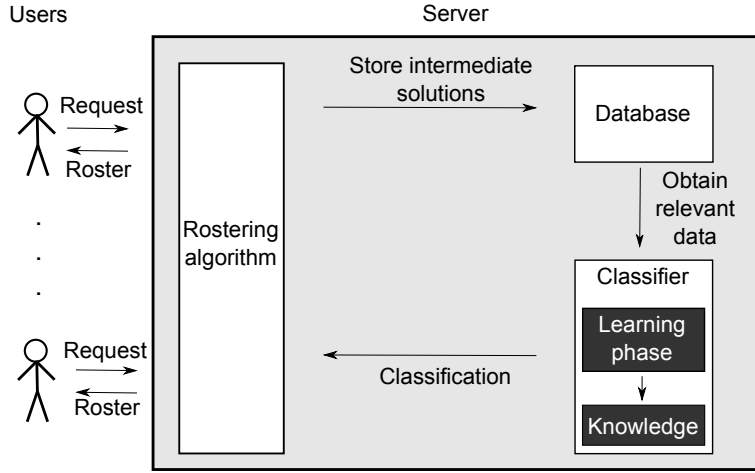 Users
Server
Request
Roster
Request
Roster
Rostering
algorithm
Store intermediate
solutions
Database
Obtain
relevant
data
Classifier
Learning
phase
Knowledge
Classification